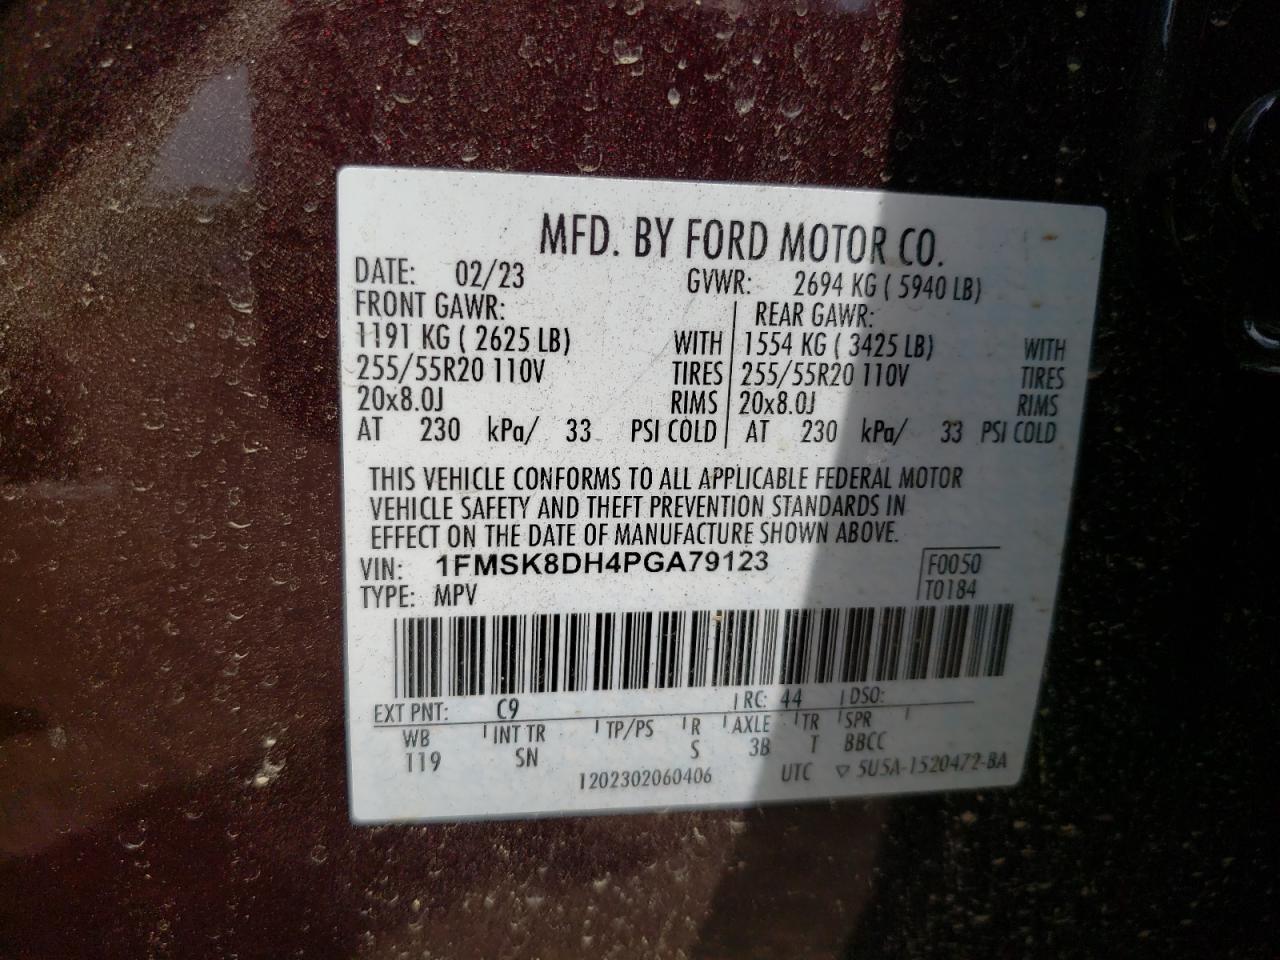 MFD. BY FORD MOTOR CO.
DATE: 02/23 GVWR: 2694 KG ( 5940 LB)
FRONT GAWR: REAR GAWR:
1191 KG ( 2625 LB) WITH 1554 KG ( 3425 LB) WITH
255/55R20 110V TIRES 255/55R20 110V TIRES
20x8.0J RIMS 20x8.0J RIMS
AT 230 kPa/ 33 PSI COLD AT 230 kPa/ 33 PSI COLD
THIS VEHICLE CONFORMS TO ALL APPLICABLE FEDERAL MOTOR
VEHICLE SAFETY AND THEFT PREVENTION STANDARDS IN
EFFECT ON THE DATE OF MANUFACTURE SHOWN ABOVE.
VIN: 1FMSK8DH4PGA79123 F0050
TYPE: MPV T0184
EXT PNT: C9 RC: 44 DSO:
WB INT TR TP/PS R AXLE TR SPR
119 SN S 3B T BBCC
1202302060406 UTC ▽ 5U5A-1520472-BA